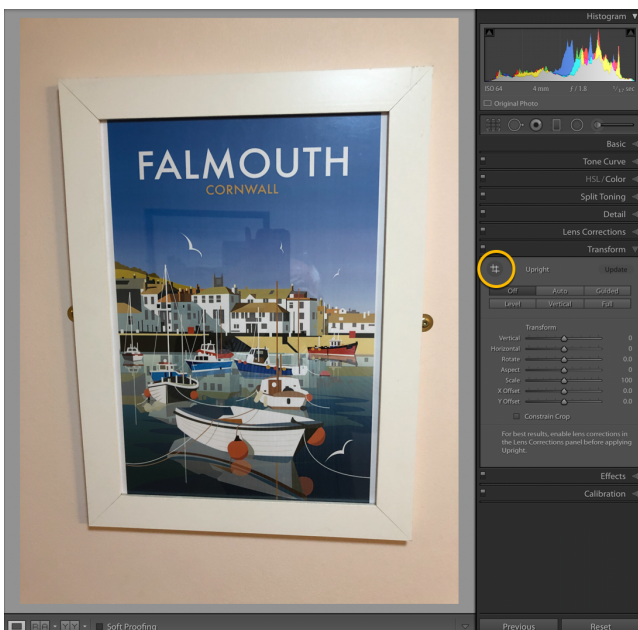 Histogram
ISO 64 4 mm ƒ / 1.8
Original Photo
Basic
Tone Curve
HSL / Color
Split Toning
Detail
Lens Corrections
Transform
Upright Update
Off Auto Guided
Level Vertical Full
Transform
Vertical 0
Horizontal 0
Rotate 0.0
Aspect 0
Scale 100
X Offset 0.0
Y Offset 0.0
Constrain Crop
For best results, enable lens corrections in
the Lens Corrections panel before applying
Upright.
Effects
Calibration
Previous Reset
FALMOUTH
CORNWALL
Soft Proofing